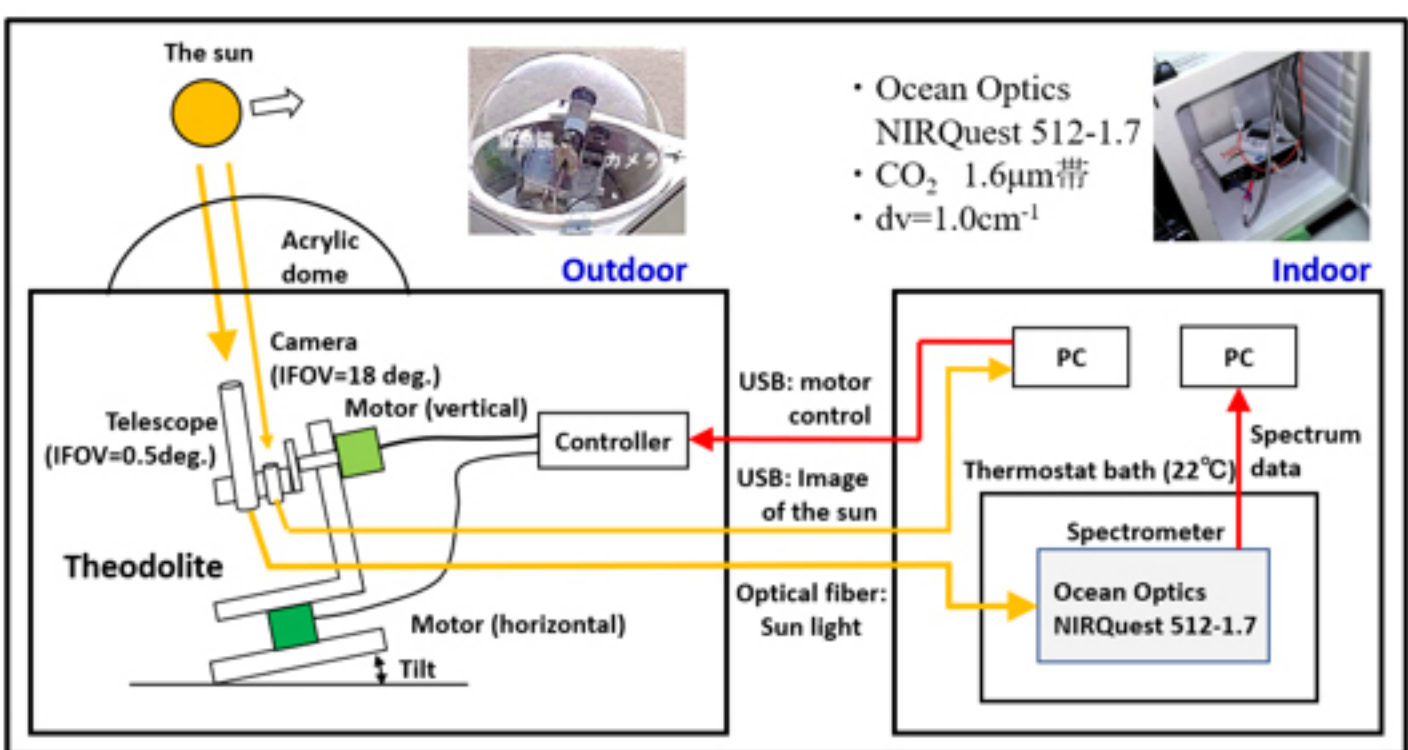 The sun
・Ocean Optics
NIRQuest 512-1.7
・CO₂ 1.6μm帯
・dv=1.0cm⁻¹
カメラ
Acrylic
dome
Outdoor
Indoor
Camera
(IFOV=18 deg.)
Motor (vertical)
Telescope
(IFOV=0.5deg.)
Controller
Theodolite
Motor (horizontal)
Tilt
USB: motor
control
USB: Image
of the sun
Optical fiber:
Sun light
PC
PC
Spectrum
data
Thermostat bath (22℃)
Spectrometer
Ocean Optics
NIRQuest 512-1.7